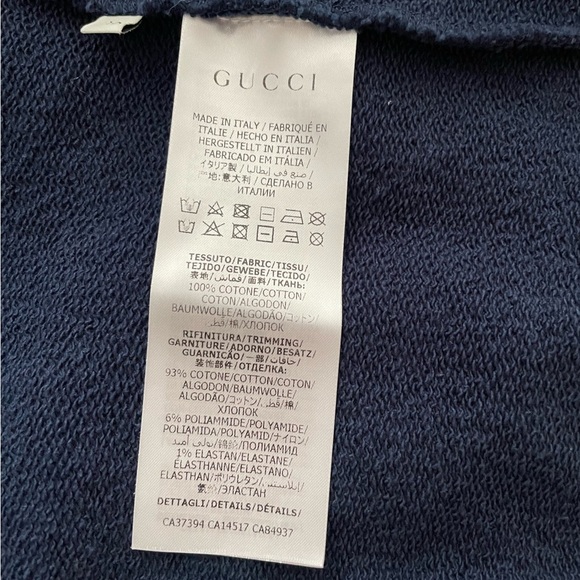 GUCCI
MADE IN ITALY / FABRIQUÉ EN
ITALIE / HECHO EN ITALIA /
HERGESTELLT IN ITALIEN /
FABRICADO EM ITÁLIA /
イタリア製 / صنع في إيطاليا /
产地:意大利 / СДЕЛАНО В
ИТАЛИИ
TESSUTO/FABRIC/TISSU/
TEJIDO/GEWEBE/TECIDO/
表地/قماش/面料/ТКАНЬ:
100% COTONE/COTTON/
COTON/ALGODON/
BAUMWOLLE/ALGODÃO/コットン/
قطن/棉/ХЛОПОК
RIFINITURA/TRIMMING/
GARNITURE/ADORNO/BESATZ/
GUARNIÇÃO/一部/حافات/
装饰部件/ОТДЕЛКА:
93% COTONE/COTTON/COTON/
ALGODON/BAUMWOLLE/
ALGODÃO/コットン/قطن/棉/
ХЛОПОК
6% POLIAMMIDE/POLYAMIDE/
POLIAMIDA/POLYAMID/ナイロン/
بولي أميد/锦纶/ПОЛИАМИД
1% ELASTAN/ELASTANE/
ELASTHANNE/ELASTANO/
ELASTHAN/ポリウレタン/
氨纶/ЭЛАСТАН
DETTAGLI/DETAILS/DÉTAILS/
CA37394 CA14517 CA84937